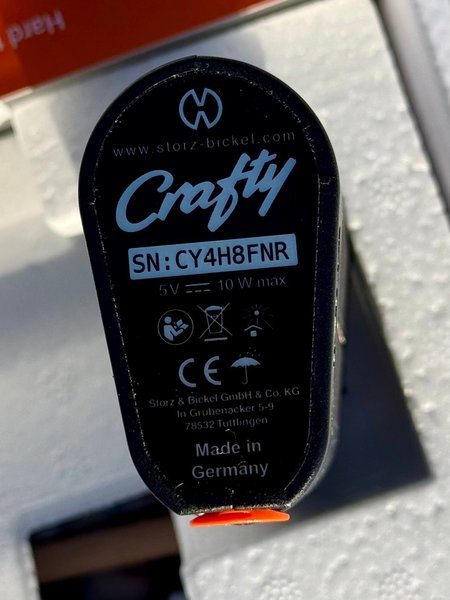 Hard
www.storz-bickel.com
Crafty
SN:CY4H8FNR
5V ⎓ 10 W max
CE
Storz & Bickel GmbH & Co. KG
In Grubenacker 5-9
78532 Tuttlingen
Made in
Germany